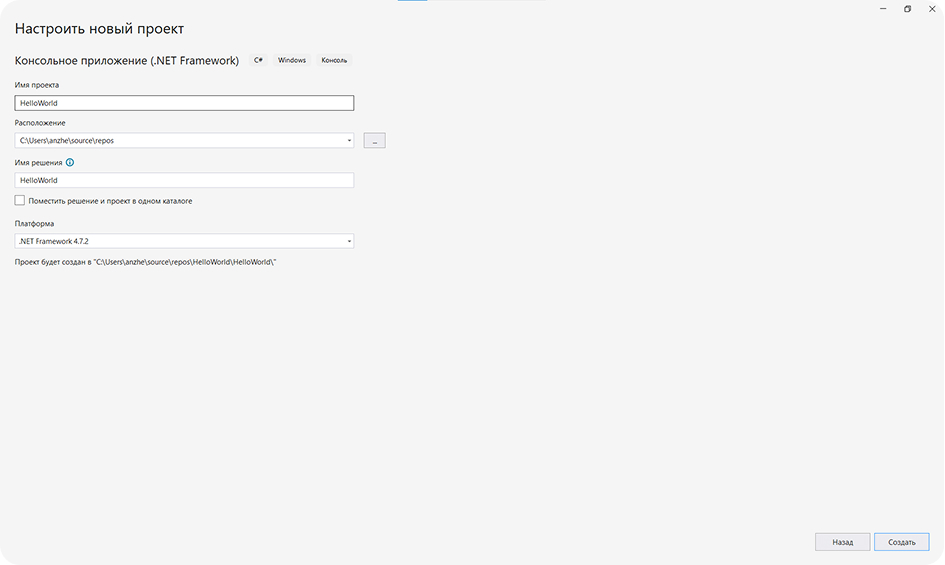 Настроить новый проект
Консольное приложение (.NET Framework) C# Windows Консоль
Имя проекта
HelloWorld
Расположение
C:\Users\anzhe\source\repos
...
Имя решения
HelloWorld
Поместить решение и проект в одном каталоге
Платформа
.NET Framework 4.7.2
Проект будет создан в "C:\Users\anzhe\source\repos\HelloWorld\HelloWorld\"
Назад Создать